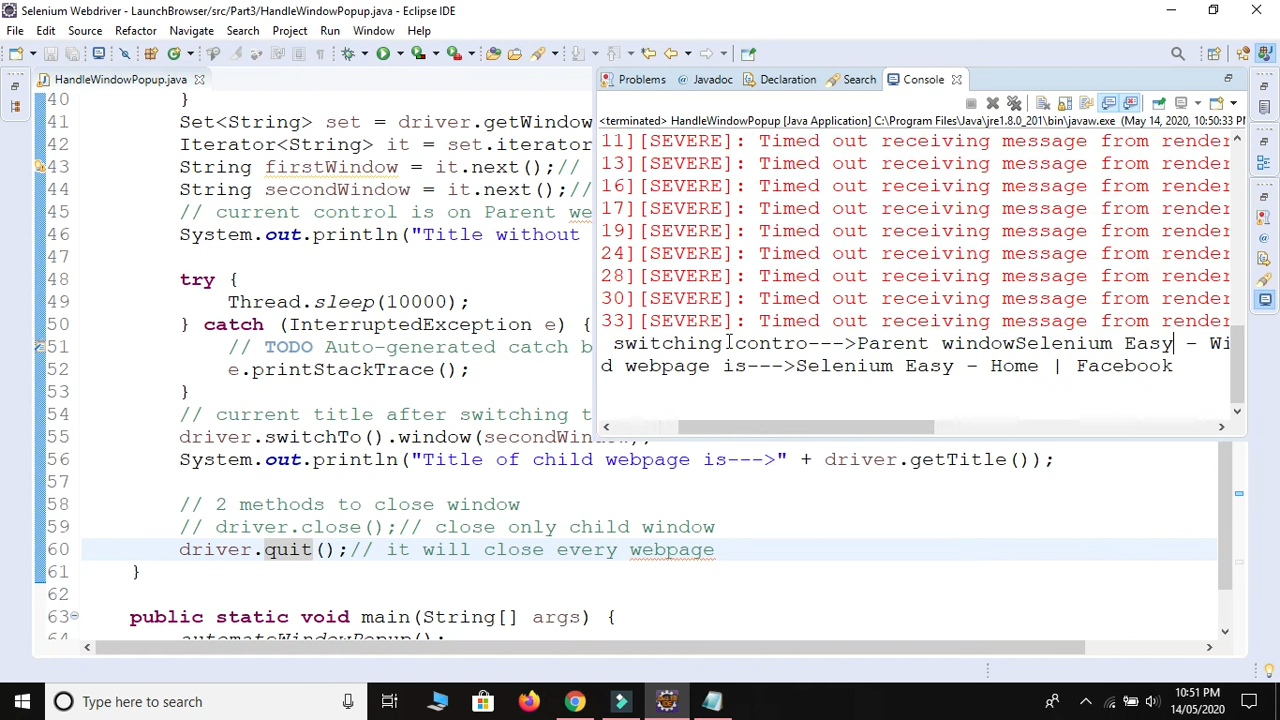 Selenium Webdriver - LaunchBrowser/src/Part3/HandleWindowPopup.java - Eclipse IDE
File Edit Source Refactor Navigate Search Project Run Window Help
HandleWindowPopup.java
40 }
41 Set<String> set = driver.getWindow
42 Iterator<String> it = set.iterator
43 String firstWindow = it.next();//
44 String secondWindow = it.next();//
45 // current control is on Parent we
46 System.out.println("Title without
47
48 try {
49 Thread.sleep(10000);
50 } catch (InterruptedException e) {
51 // TODO Auto-generated catch b
52 e.printStackTrace();
53 }
54 // current title after switching t
55 driver.switchTo().window(secondWindow);
56 System.out.println("Title of child webpage is--->" + driver.getTitle());
57
58 // 2 methods to close window
59 // driver.close();// close only child window
60 driver.quit();// it will close every webpage
61 }
62
63 public static void main(String[] args) {
64 automateWindowPopup();
Problems Javadoc Declaration Search Console
<terminated> HandleWindowPopup [Java Application] C:\Program Files\Java\jre1.8.0_201\bin\javaw.exe (May 14, 2020, 10:50:33 PM)
11][SEVERE]: Timed out receiving message from render
13][SEVERE]: Timed out receiving message from render
16][SEVERE]: Timed out receiving message from render
17][SEVERE]: Timed out receiving message from render
19][SEVERE]: Timed out receiving message from render
24][SEVERE]: Timed out receiving message from render
28][SEVERE]: Timed out receiving message from render
30][SEVERE]: Timed out receiving message from render
33][SEVERE]: Timed out receiving message from render
switching contro--->Parent windowSelenium Easy - Wi
d webpage is--->Selenium Easy - Home | Facebook
Type here to search
10:51 PM
14/05/2020